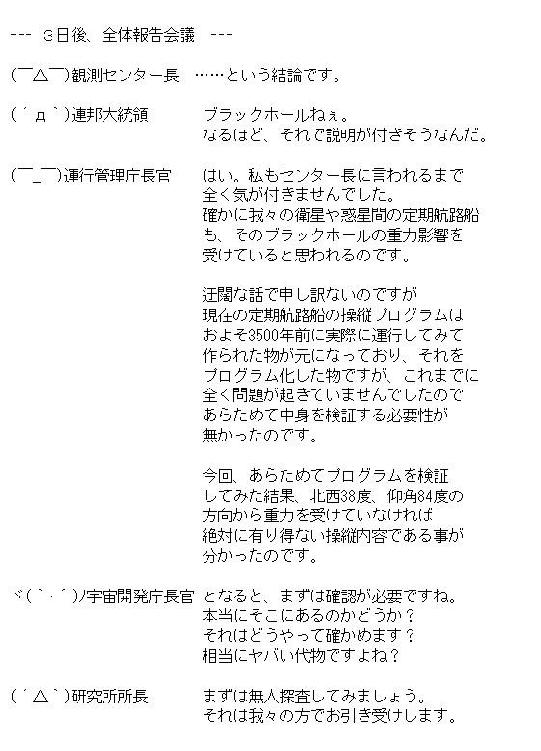 --- ３日後、全体報告会議 ---
(￣△￣)観測センター長 ……という結論です。
(´д｀)連邦大統領 ブラックホールねぇ。
なるほど、それで説明が付きそうなんだ。
(￣_￣)運行管理庁長官 はい。私もセンター長に言われるまで
全く気が付きませんでした。
確かに我々の衛星や惑星間の定期航路船
も、そのブラックホールの重力影響を
受けていると思われるのです。
迂闊な話で申し訳ないのですが
現在の定期航路船の操縦プログラムは
およそ3500年前に実際に運行してみて
作られた物が元になっており、それを
プログラム化した物ですが、これまでに
全く問題が起きていませんでしたので
あらためて中身を検証する必要性が
無かったのです。
今回、あらためてプログラムを検証
してみた結果、北西38度、仰角84度の
方向から重力を受けていなければ
絶対に有り得ない操縦内容である事が
分かったのです。
ヾ(｀・´)ﾉ宇宙開発庁長官 となると、まずは確認が必要ですね。
本当にそこにあるのかどうか？
それはどうやって確かめます？
相当にヤバい代物ですよね？
(´△｀)研究所所長 まずは無人探査してみましょう。
それは我々の方でお引き受けします。